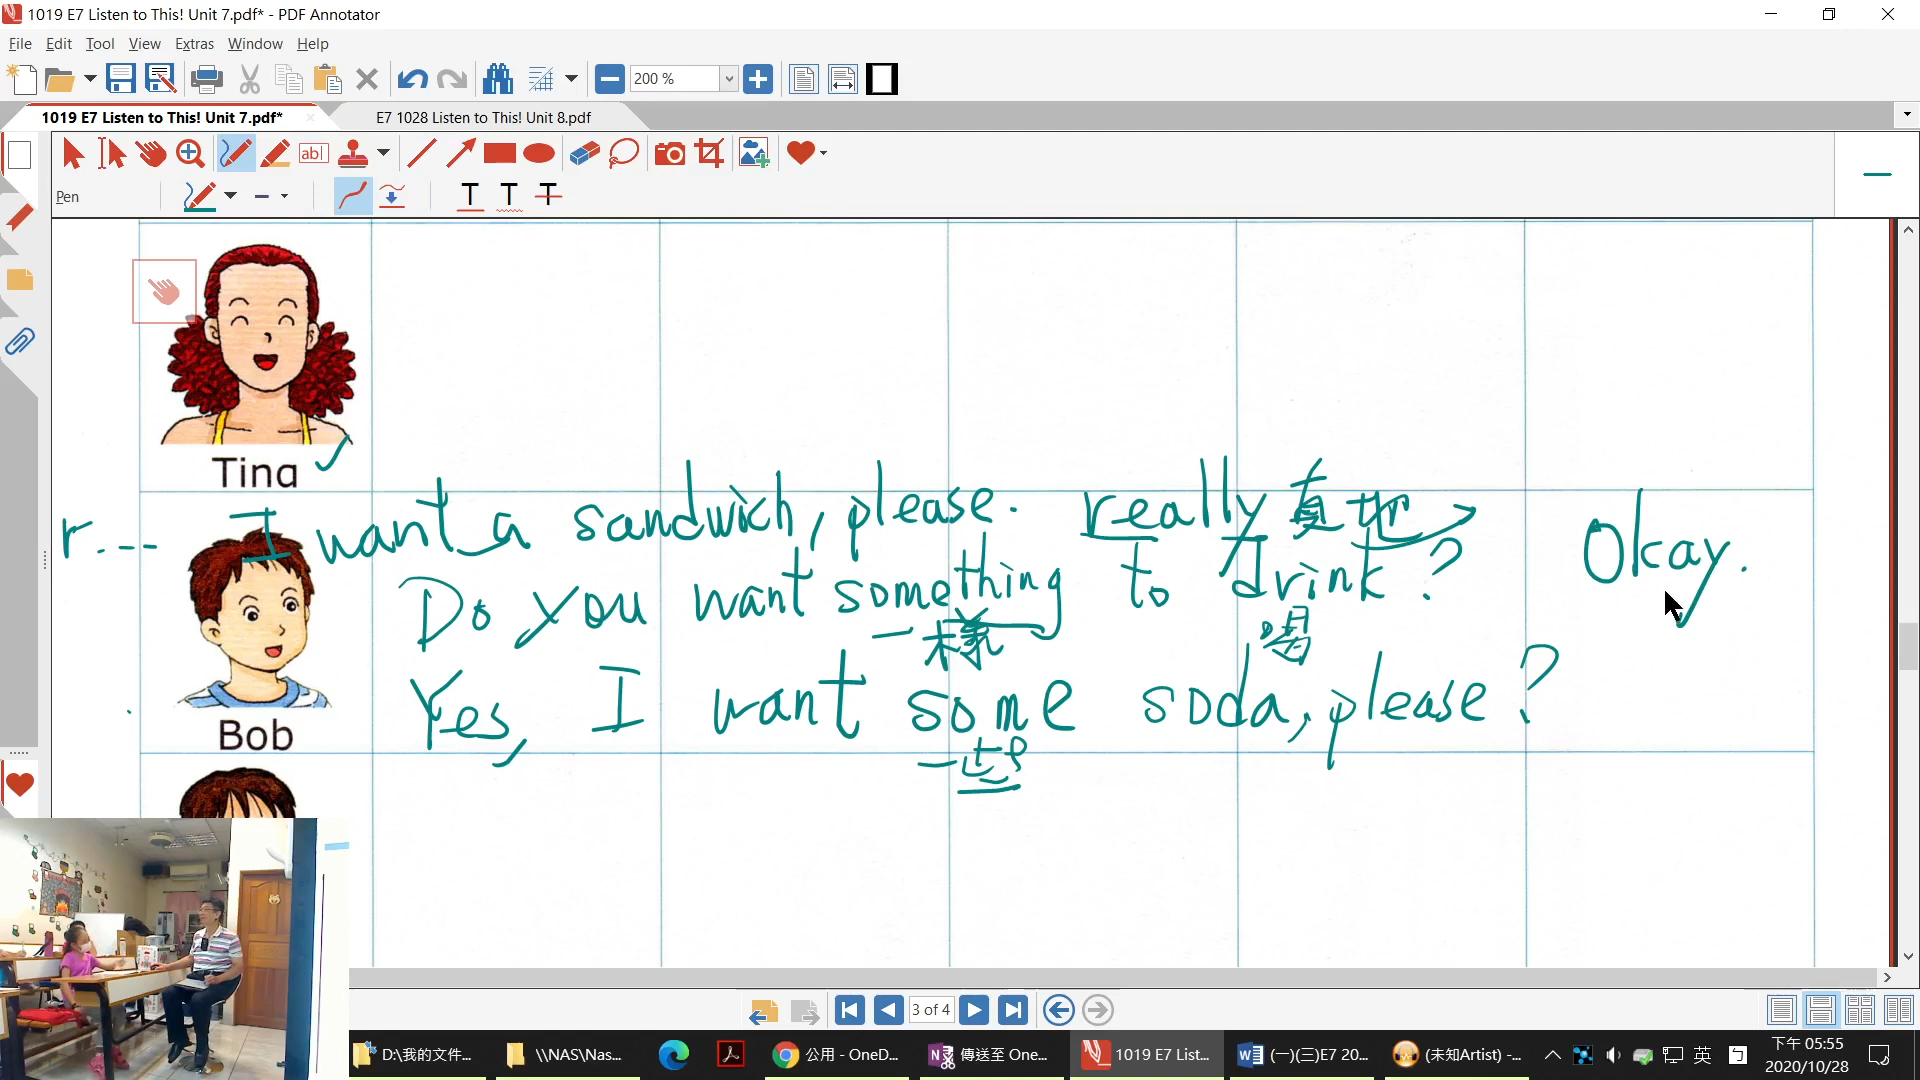 1019 E7 Listen to This! Unit 7.pdf* - PDF Annotator
File Edit Tool View Extras Window Help
200 %
1019 E7 Listen to This! Unit 7.pdf*
E7 1028 Listen to This! Unit 8.pdf
ab
Pen
T T T
Tina
r--- I want a sandwich, please. really 真地
Do you want something to drink? Okay.
一樣 喝
Yes, I want some soda, please?
Bob
一些
3 of 4
D:\我的文件...
\\NAS\Nas...
公用 - OneD...
傳送至 One...
1019 E7 List...
(一)(三)E7 20...
(未知Artist) -...
英
下午 05:55
2020/10/28